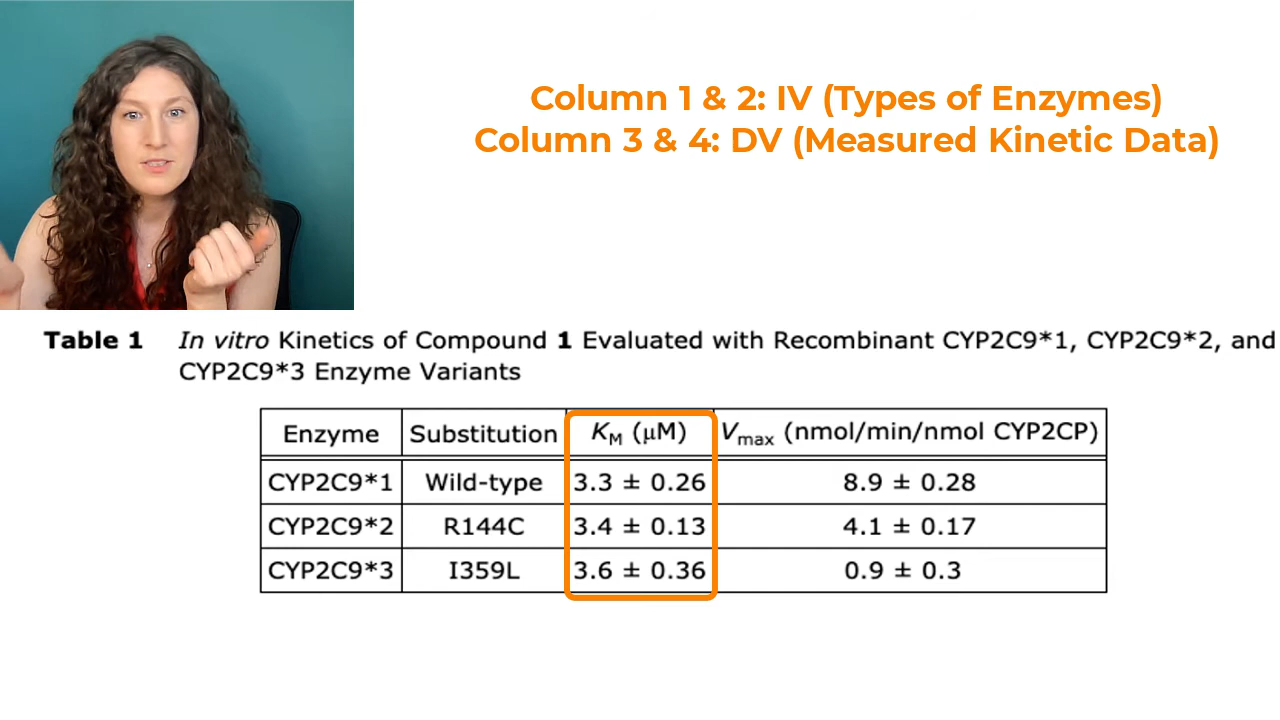 Column 1 & 2: IV (Types of Enzymes)
Column 3 & 4: DV (Measured Kinetic Data)
Table 1 In vitro Kinetics of Compound 1 Evaluated with Recombinant CYP2C9*1, CYP2C9*2, and
CYP2C9*3 Enzyme Variants
Enzyme Substitution KM (μM) Vmax (nmol/min/nmol CYP2CP)
CYP2C9*1 Wild-type 3.3 ± 0.26 8.9 ± 0.28
CYP2C9*2 R144C 3.4 ± 0.13 4.1 ± 0.17
CYP2C9*3 I359L 3.6 ± 0.36 0.9 ± 0.3